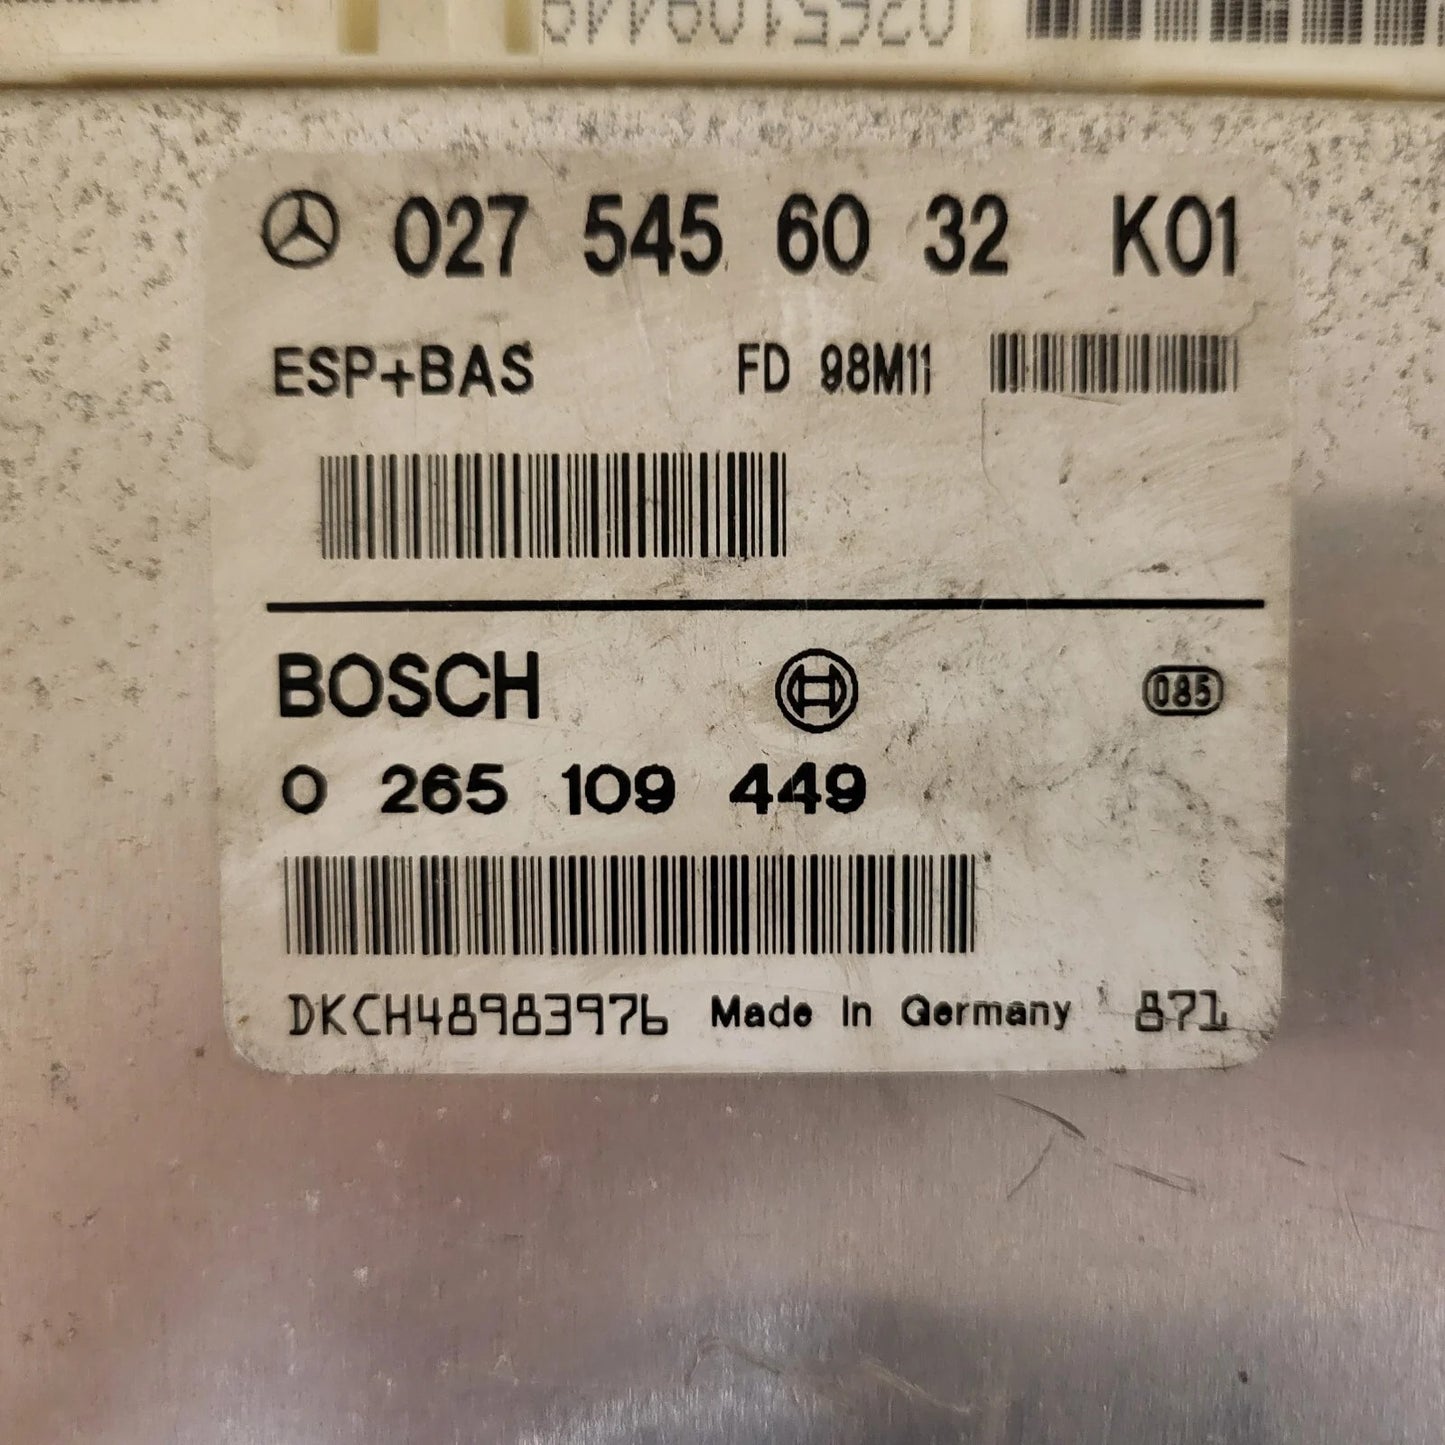 0265109449
027 545 60 32 K01
ESP+BAS FD 98M11
BOSCH 085
0 265 109 449
DKCH48983976 Made In Germany 871